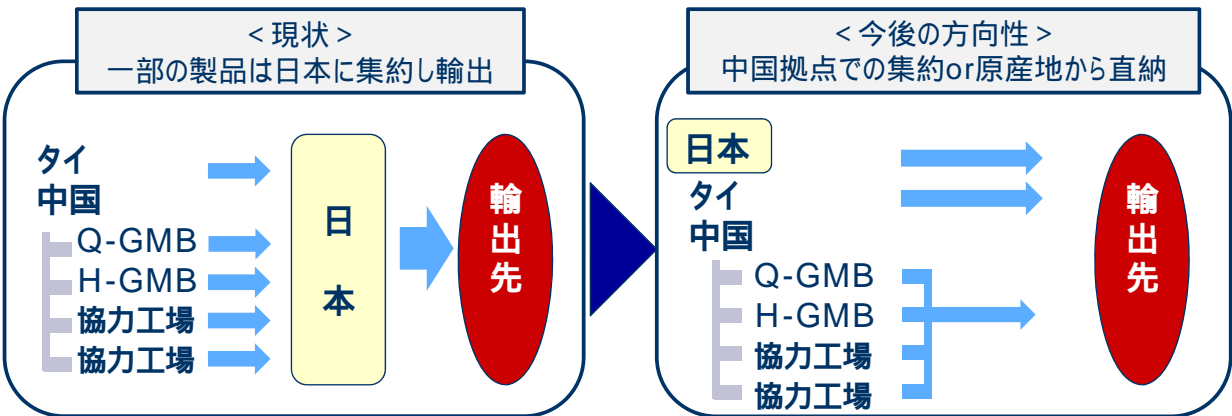 <現状>
一部の製品は日本に集約し輸出
タイ
中国
Q-GMB
H-GMB
協力工場
協力工場
日本
輸出先
<今後の方向性>
中国拠点での集約or原産地から直納
日本
タイ
中国
Q-GMB
H-GMB
協力工場
協力工場
輸出先